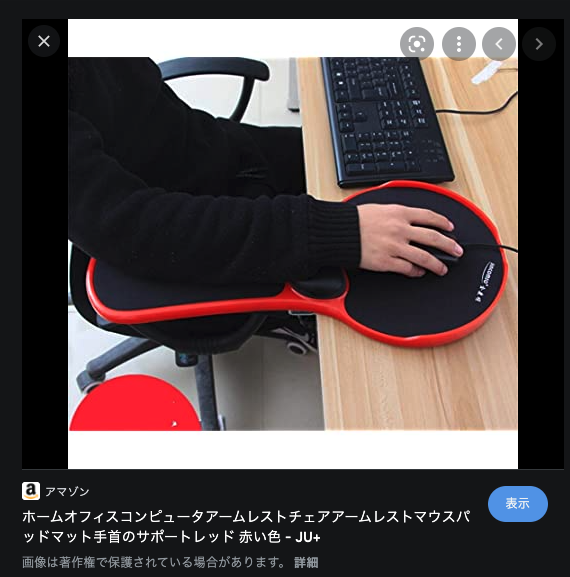 アマゾン
ホームオフィスコンピュータアームレストチェアアームレストマウスパ
ッドマット手首のサポートレッド 赤い色 - JU+
表示
画像は著作権で保護されている場合があります。 詳細